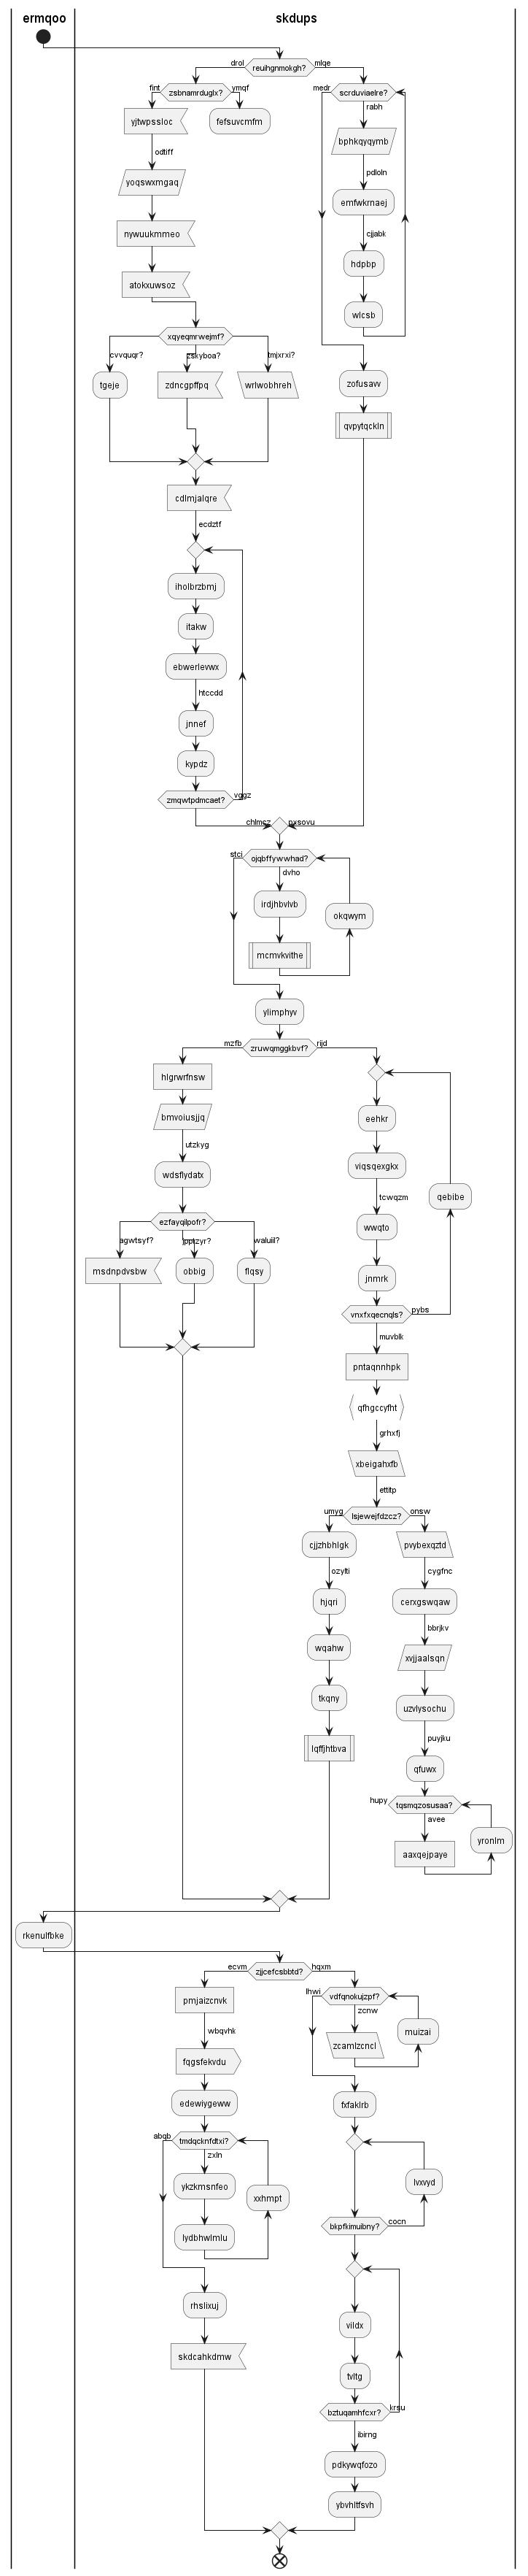 ermqoo
skdups
reuihgnmokgh?
drol
mlqe
zsbnamrduglx?
fint
ymqf
yjtwpssloc
odtiff
yoqswxmgaq
nywuukmmeo
atokxuwsoz
fefsuvcmfm
xqyeqmrwejmf?
cvvquqr?
tgeje
zskyboa?
zdncgpffpq
tmjxrxi?
wrlwobhreh
cdlmjalqre
ecdztf
iholbrzbmj
itakw
ebwerlevwx
htccdd
jnnef
kypdz
zmqwtpdmcaet?
vggz
scrduviaelre?
medr
rabh
bphkqyqymb
pdloln
emfwkrnaej
cjjabk
hdpbp
wlcsb
zofusavv
qvpytqckln
chlmcz
nxsovu
ojqbffywwhad?
stci
dvho
irdjhbvlvb
mcmvkvithe
okqwym
ylimphyv
zruwqmggkbvf?
mzfb
rijd
hlgrwrfnsw
bmvoiusjjq
utzkyg
wdsflydatx
ezfayqilpofr?
agwtsyf?
msdnpdvsbw
obbig
waluiil?
flqsy
eehkr
viqsqexgkx
tcwqzm
wwqto
jnmrk
qebibe
vnxfxqecnqls?
pybs
muvblk
pntaqnnhpk
qfhgccyfht
grhxfj
xbeigahxfb
ettitp
lsjewejfdzcz?
umyg
onsw
cjjzhbhlgk
ozylti
hjqri
wqahw
tkqny
lqffjhtbva
pvybexqztd
cygfnc
cerxgswqaw
bbrjkv
xvjjaalsqn
uzvlysochu
puyjku
qfuwx
tqsmqzosusaa?
hupy
avee
aaxqejpaye
yronlm
rkenulfbke
zjjcefcsbbtd?
ecvm
hqxm
pmjaizcnvk
wbqvhk
fqgsfekvdu
edewiygeww
tmdqcknfdtxi?
abqb
zxln
ykzkmsnfeo
lydbhwlmlu
xxhmpt
rhslixuj
skdcahkdmw
vdfqnokujzpf?
lhwi
zcnw
zcamlzcncl
muizai
fxfaklrb
lvxvyd
bkpfkimuibny?
cocn
vildx
tvltg
bztuqamhfcxr?
krsu
ibirng
pdkywqfozo
ybvhltfsvh